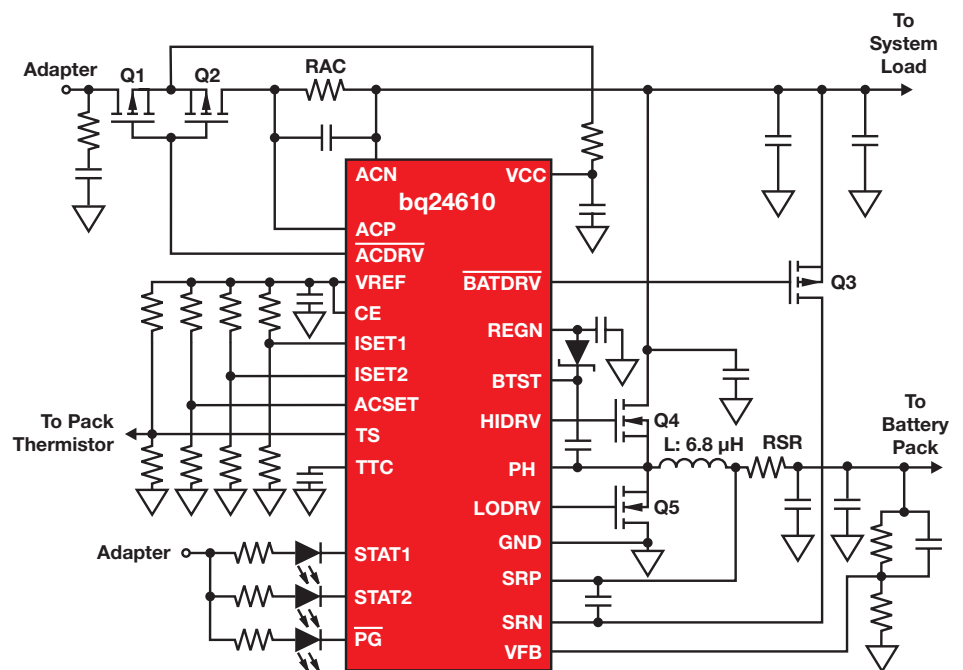 To
System
Load
Adapter
Q1
Q2
RAC
ACN
VCC
bq24610
ACP
ACDRV
VREF
BATDRV
Q3
CE
REGN
ISET1
ISET2
BTST
ACSET
HIDRV
Q4
To Pack
Thermistor
TS
To
Battery
Pack
L: 6.8 µH
RSR
TTC
PH
LODRV
Q5
GND
Adapter
STAT1
SRP
STAT2
SRN
PG
VFB